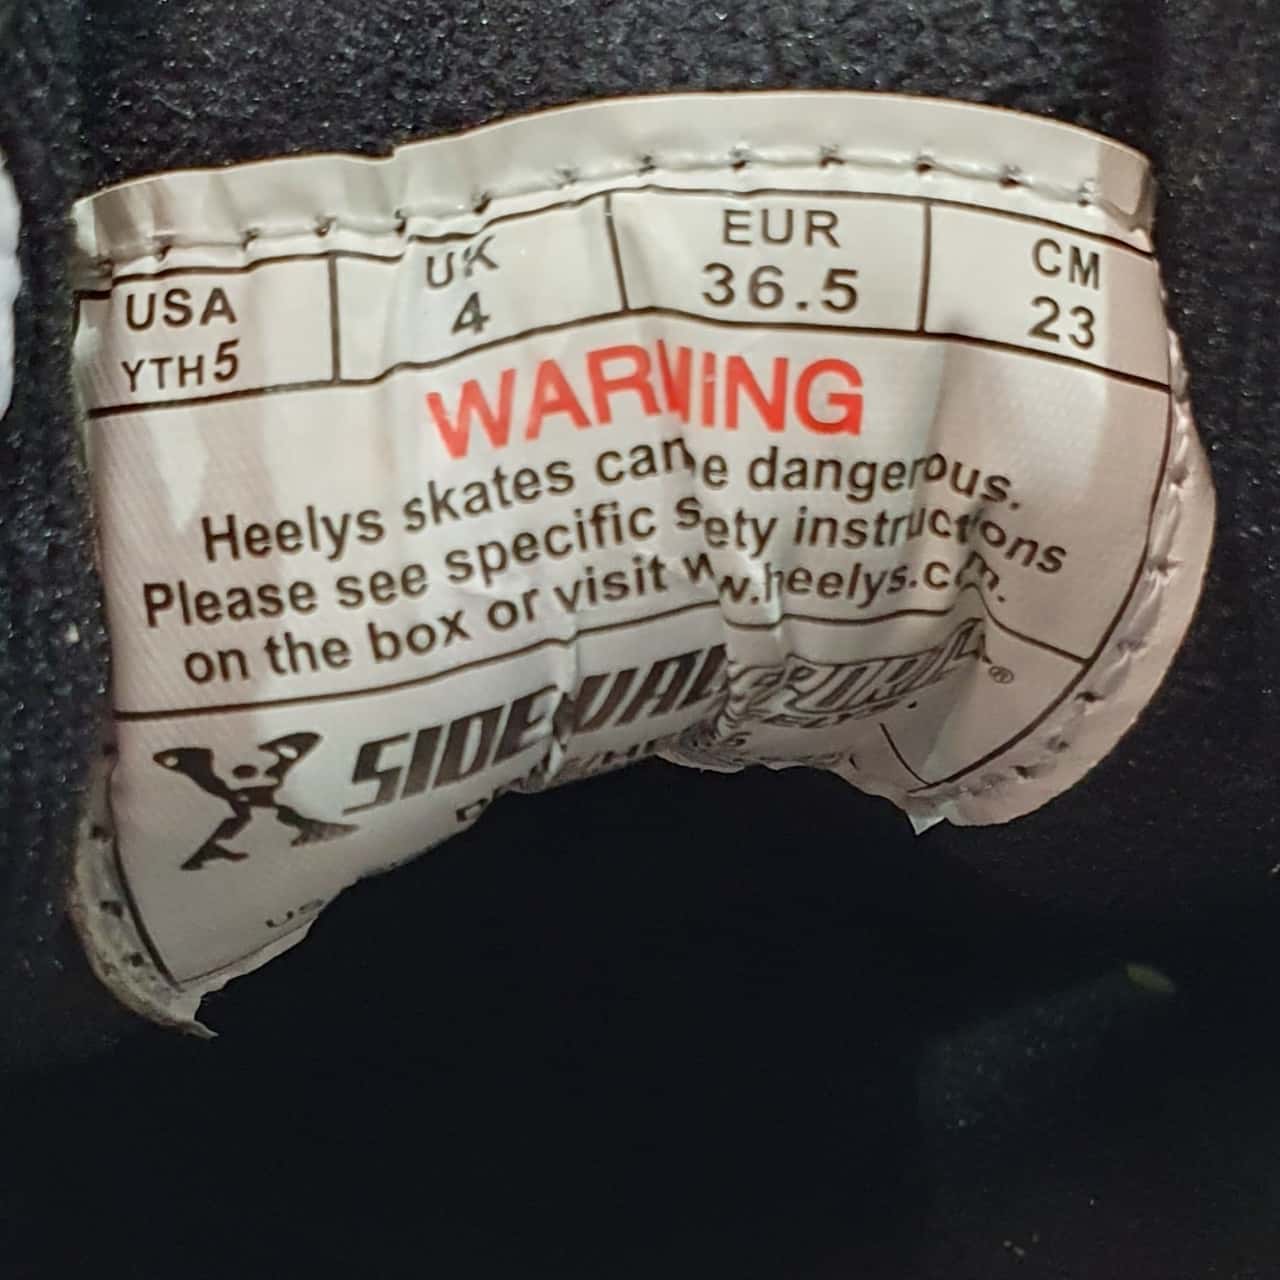 USA UK EUR CM
YTH5 4 36.5 23
WARNING
Heelys skates can be dangerous.
Please see specific safety instructions
on the box or visit www.heelys.com.
®
US